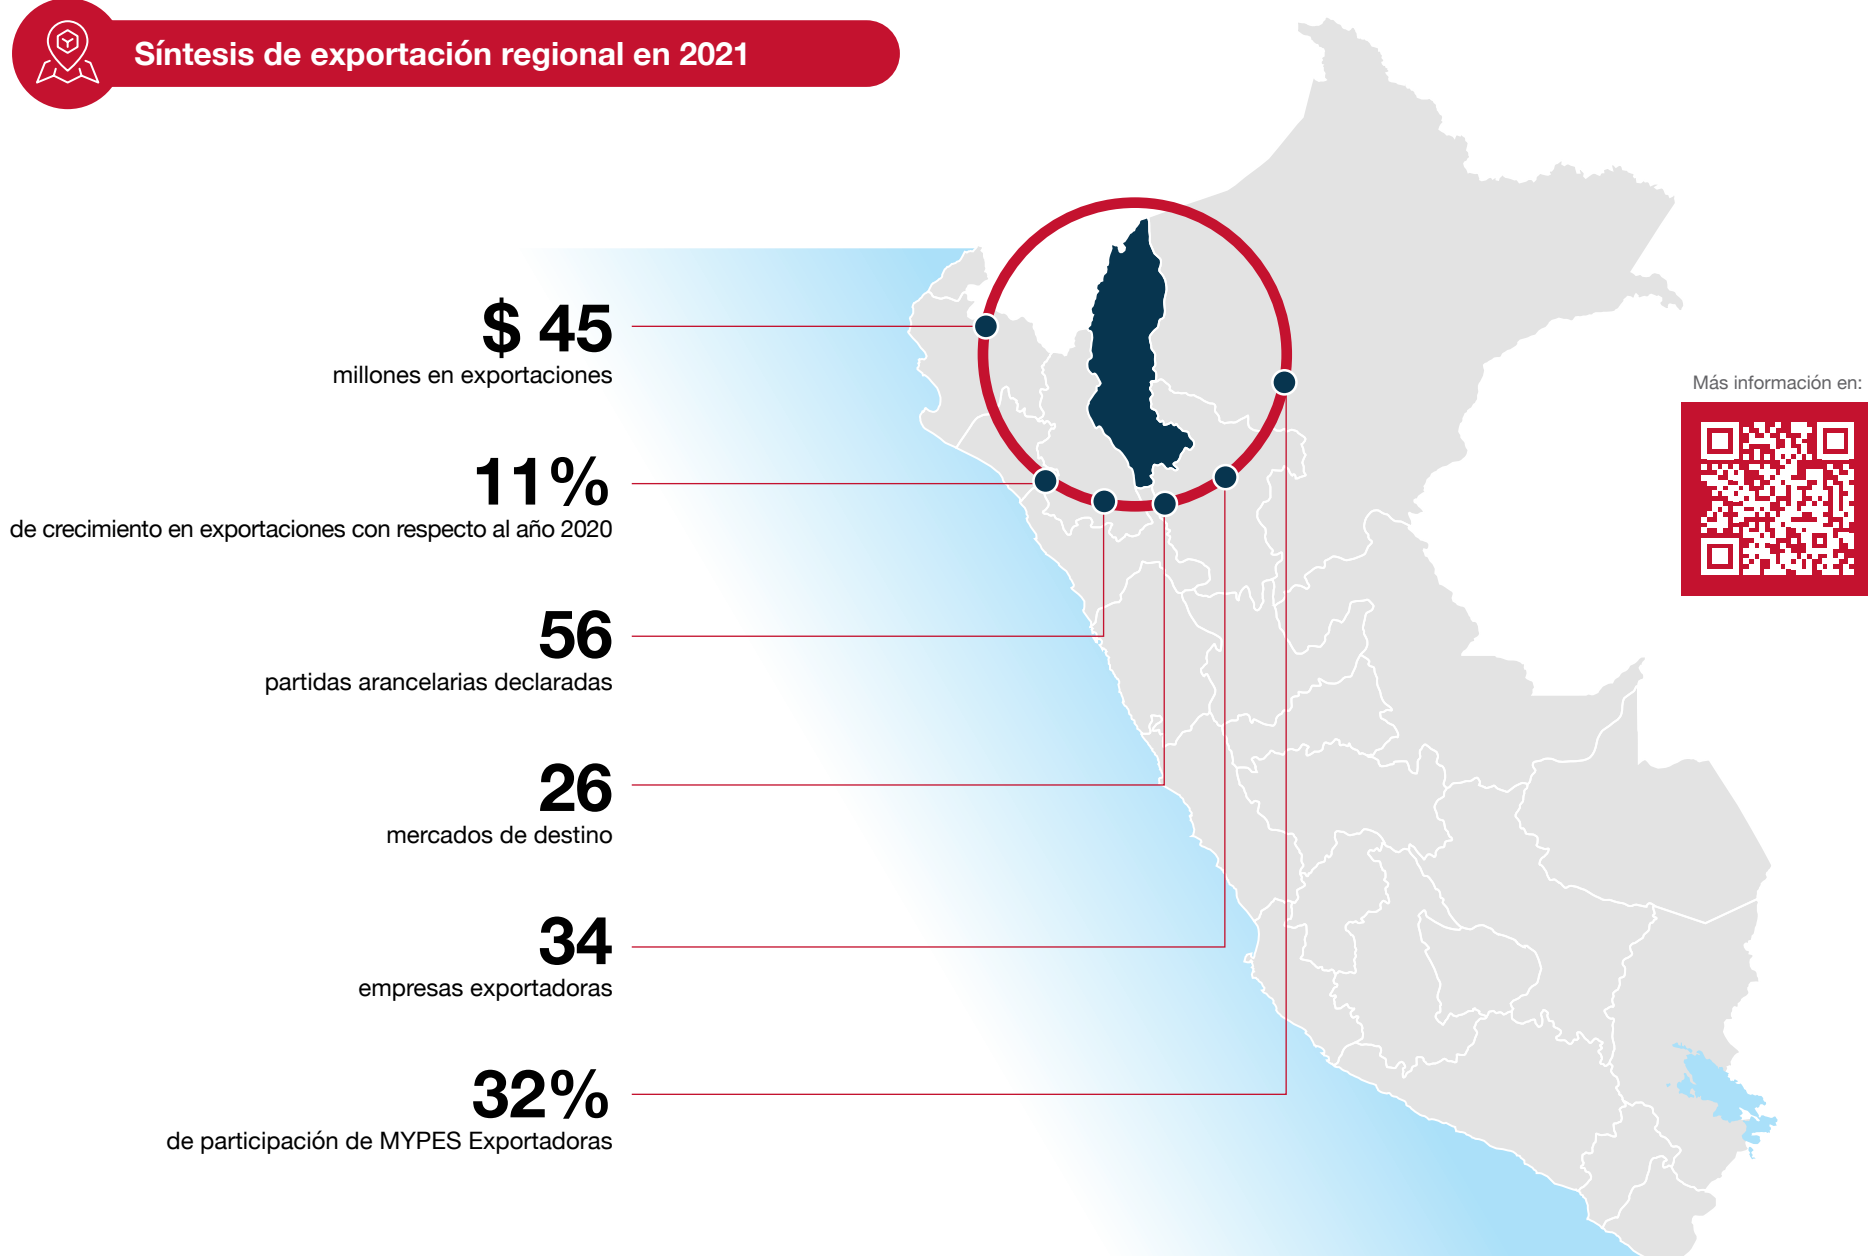 Síntesis de exportación regional en 2021
$ 45
millones en exportaciones
11%
de crecimiento en exportaciones con respecto al año 2020
56
partidas arancelarias declaradas
26
mercados de destino
34
empresas exportadoras
32%
de participación de MYPES Exportadoras
Más información en: